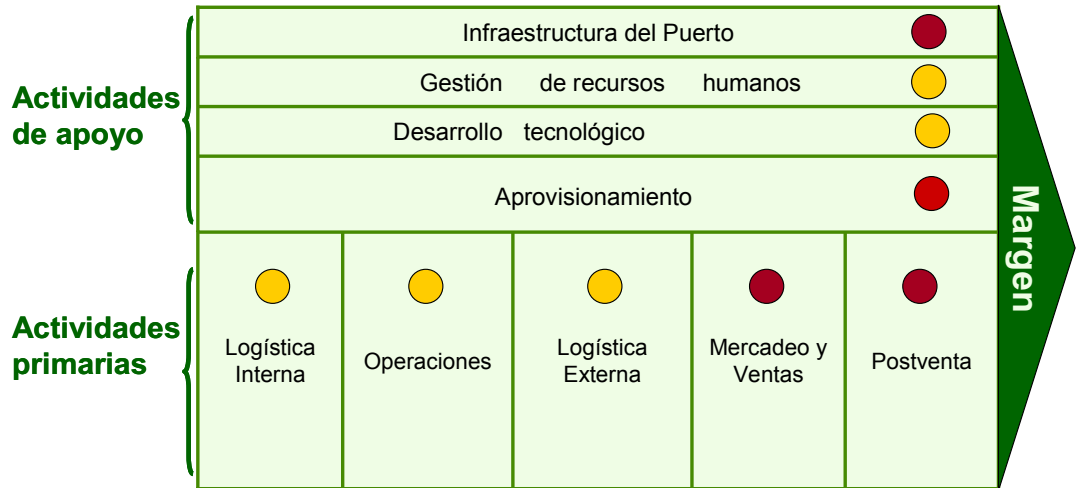 Infraestructura del Puerto
Gestión de recursos humanos
Actividades
de apoyo
Desarrollo tecnológico
Aprovisionamiento
Margen
Actividades
primarias
Logística
Interna
Operaciones
Logística
Externa
Mercadeo y
Ventas
Postventa